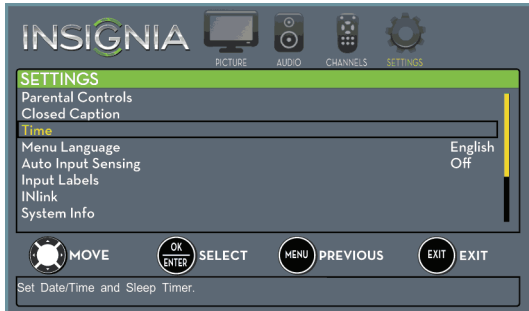 INSIGNIA
PICTURE AUDIO CHANNELS SETTINGS
SETTINGS
Parental Controls
Closed Caption
Time
Menu Language English
Auto Input Sensing Off
Input Labels
INlink
System Info
MOVE OK ENTER SELECT MENU PREVIOUS EXIT EXIT
Set Date/Time and Sleep Timer.